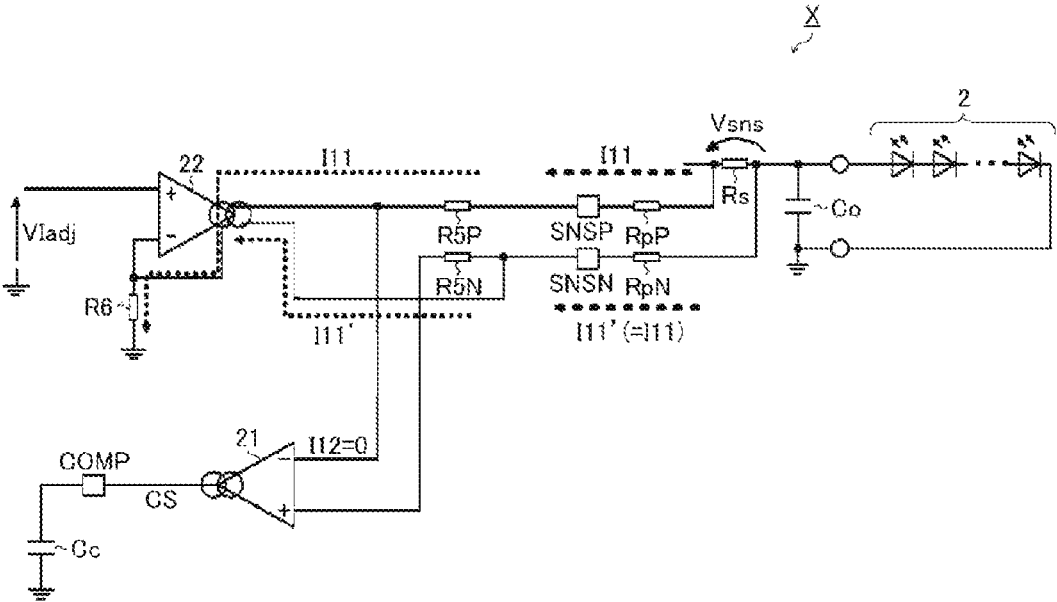 X
2
Vsns
22
I11
I11
+
Rs
Co
VIadj
−
R5P
SNSP
RpP
R5N
SNSN
RpN
R6
I11'
I11' (=I11)
21
I12=0
COMP
−
CS
+
Cc